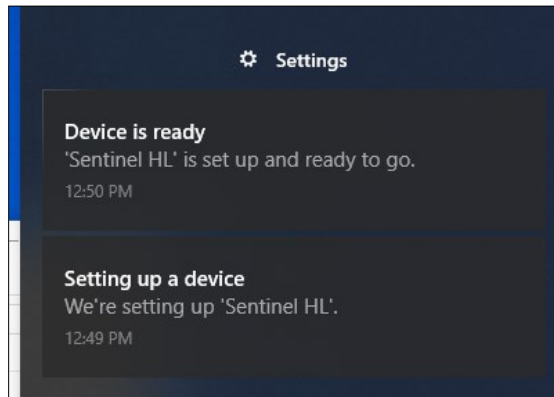 Settings
Device is ready
'Sentinel HL' is set up and ready to go.
12:50 PM
Setting up a device
We're setting up 'Sentinel HL'.
12:49 PM